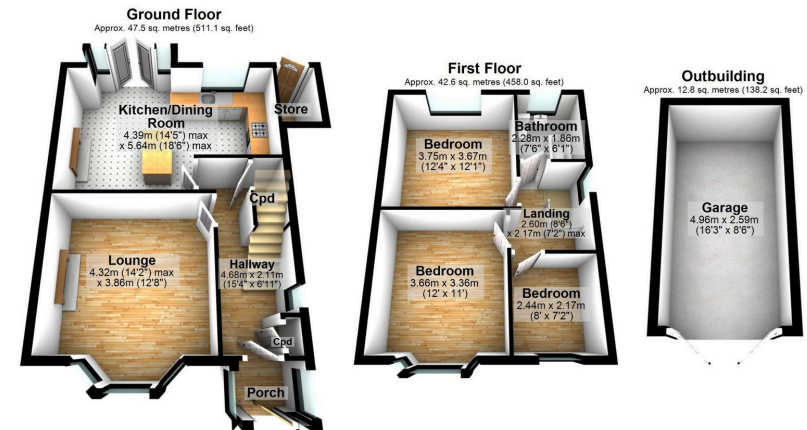 Ground Floor
Approx. 47.5 sq. metres (511.1 sq. feet)
Kitchen/Dining
Room
4.39m (14'5") max
x 5.64m (18'6") max
Store
Cpd
Lounge
4.32m (14'2") max
x 3.86m (12'8")
Hallway
4.68m x 2.11m
(15'4" x 6'11")
Cpd
Porch
First Floor
Approx. 42.6 sq. metres (458.0 sq. feet)
Bedroom
3.75m x 3.67m
(12'4" x 12'1")
Bathroom
2.28m x 1.86m
(7'6" x 6'1")
Landing
2.60m (8'6")
x 2.17m (7'2") max
Bedroom
3.66m x 3.36m
(12' x 11')
Bedroom
2.44m x 2.17m
(8' x 7'2")
Outbuilding
Approx. 12.8 sq. metres (138.2 sq. feet)
Garage
4.96m x 2.59m
(16'3" x 8'6")